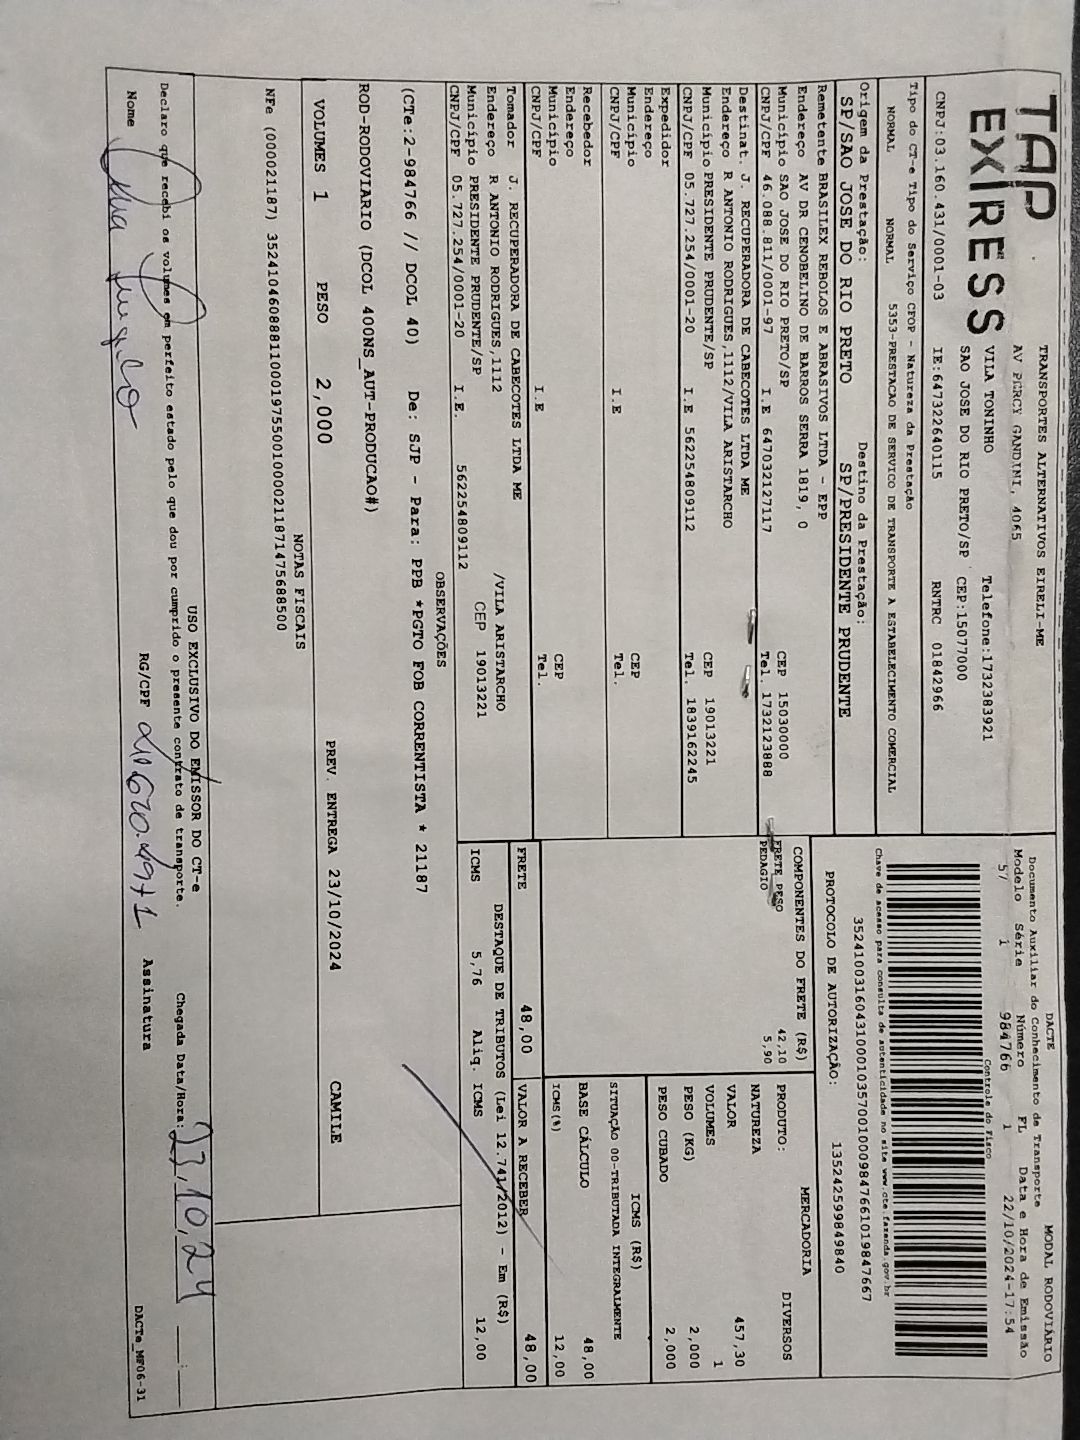 TAP
EXPRESS
TRANSPORTES ALTERNATIVOS EIRELI-ME
AV PERCY GANDINI, 4065
VILA TONINHO Telefone:1732383921
SAO JOSE DO RIO PRETO/SP CEP:15077000
CNPJ:03.160.431/0001-03 IE:647322640115 RNTRC 01842966
DACTE MODAL RODOVIÁRIO
Documento Auxiliar do Conhecimento de Transporte
Modelo Série Número FL Data e Hora de Emissão
57 1 984766 1 22/10/2024-17:54
Controle do Fisco
Chave de acesso para consulta de autenticidade no site www.cte.fazenda.gov.br
35241003160431000103570010009847661019847667
PROTOCOLO DE AUTORIZAÇÃO: 135242599849840
Tipo do CT-e Tipo do Serviço CFOP - Natureza da Prestação
NORMAL NORMAL 5353-PRESTACAO DE SERVICO DE TRANSPORTE A ESTABELECIMENTO COMERCIAL
Origem da Prestação: Destino da Prestação:
SP/SAO JOSE DO RIO PRETO SP/PRESIDENTE PRUDENTE
Remetente BRASILEX REBOLOS E ABRASIVOS LTDA - EPP
Endereço AV DR CENOBELINO DE BARROS SERRA 1819, 0
Município SAO JOSE DO RIO PRETO/SP CEP 15030000
CNPJ/CPF 46.088.811/0001-97 I.E 647032127117 Tel. 1732123888
Destinat. J. RECUPERADORA DE CABECOTES LTDA ME
Endereço R ANTONIO RODRIGUES,1112/VILA ARISTARCHO
Município PRESIDENTE PRUDENTE/SP CEP 19013221
CNPJ/CPF 05.727.254/0001-20 I.E 562254809112 Tel. 1839162245
Expedidor
Endereço
Município CEP
CNPJ/CPF I.E Tel.
Recebedor
Endereço
Município CEP
CNPJ/CPF I.E Tel.
Tomador J. RECUPERADORA DE CABECOTES LTDA ME
Endereço R ANTONIO RODRIGUES,1112 /VILA ARISTARCHO
Município PRESIDENTE PRUDENTE/SP CEP 19013221
CNPJ/CPF 05.727.254/0001-20 I.E. 562254809112
COMPONENTES DO FRETE (R$)
FRETE PESO 42,10
PEDAGIO 5,90
FRETE 48,00
PRODUTO: MERCADORIA
NATUREZA DIVERSOS
VALOR 457,30
VOLUMES 1
PESO (KG) 2,000
PESO CUBADO 2,000
ICMS (R$)
SITUAÇÃO 00-TRIBUTADA INTEGRALMENTE
BASE CÁLCULO 48,00
ICMS(%) 12,00
VALOR A RECEBER 48,00
DESTAQUE DE TRIBUTOS (Lei 12.741/2012) - Em (R$)
ICMS 5,76 Aliq. ICMS 12,00
OBSERVAÇÕES
(CTe:2-984766 // DCOL 40) De: SJP - Para: PPB *PGTO FOB CORRENTISTA * 21187
ROD-RODOVIARIO (DCOL 400NS_AUT-PRODUCAO#)
VOLUMES 1 PESO 2,000 PREV. ENTREGA 23/10/2024 CAMILE
NOTAS FISCAIS
NFe (000021187) 35241046088811000197550010000211871475688500
USO EXCLUSIVO DO EMISSOR DO CT-e
Declaro que recebi os volumes em perfeito estado pelo que dou por cumprido o presente contrato de transporte. Chegada Data/Hora: 23/10/24
Nome RG/CPF Assinatura
DACTe_MF06-31